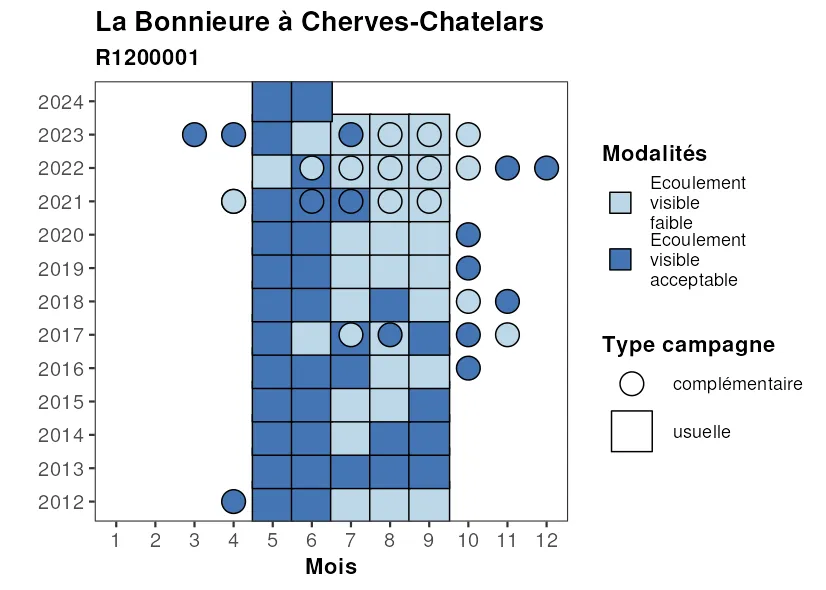 La Bonnieure à Cherves-Chatelars
R1200001
2024
2023
2022
2021
2020
2019
2018
2017
2016
2015
2014
2013
2012
1 2 3 4 5 6 7 8 9 10 11 12
Mois
Modalités
Ecoulement
visible
faible
Ecoulement
visible
acceptable
Type campagne
complémentaire
usuelle